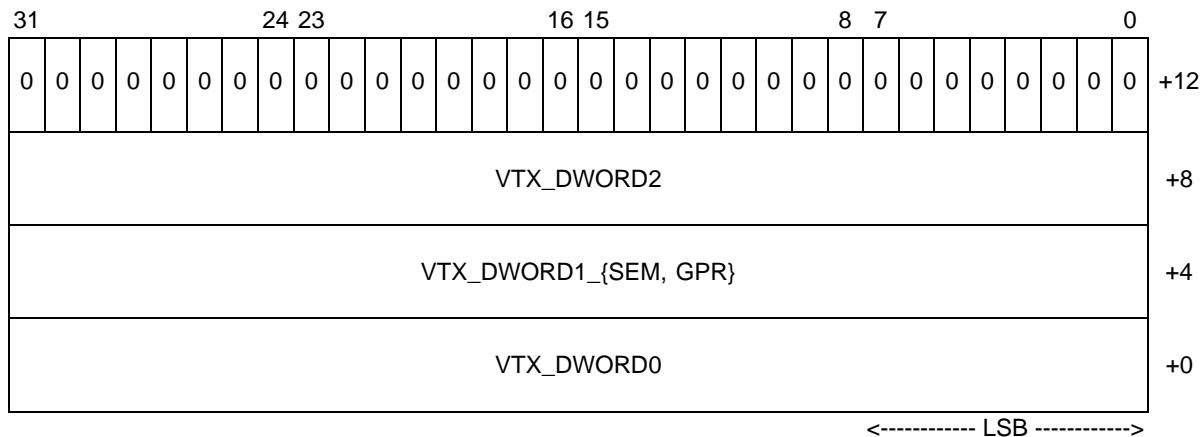 31 24 23 16 15 8 7 0
0 0 0 0 0 0 0 0 0 0 0 0 0 0 0 0 0 0 0 0 0 0 0 0 0 0 0 0 0 0 0 0 +12
VTX_DWORD2 +8
VTX_DWORD1_{SEM, GPR} +4
VTX_DWORD0 +0
<------------ LSB ------------>